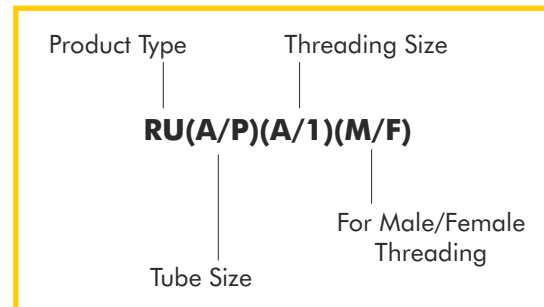 Product Type
Threading Size
RU(A/P)(A/1)(M/F)
For Male/Female
Threading
Tube Size